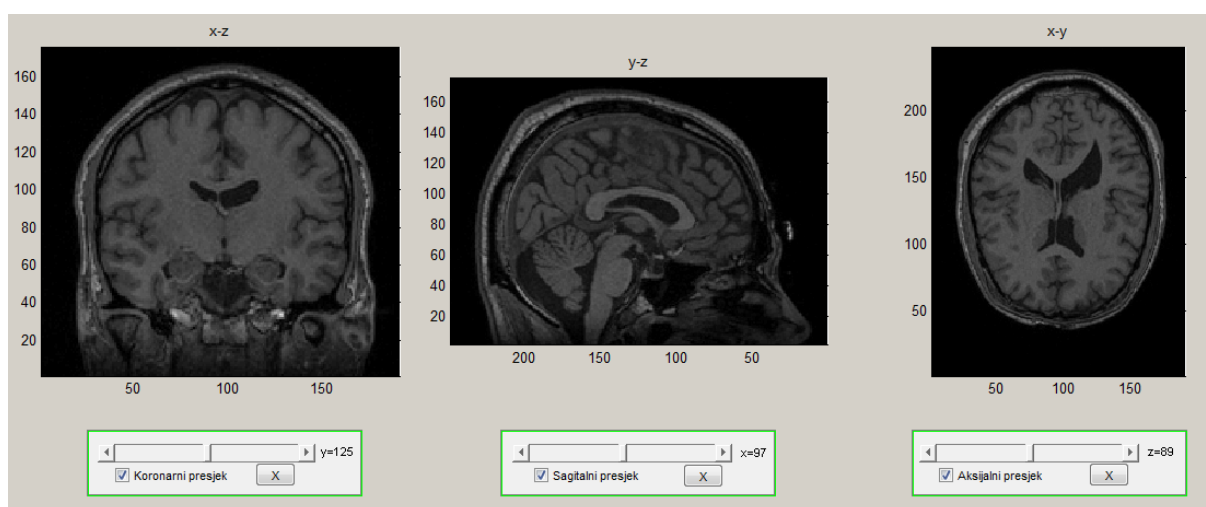 x-z
160
140
120
100
80
60
40
20
50 100 150
y-z
160
140
120
100
80
60
40
20
200 150 100 50
x-y
200
150
100
50
50 100 150
y=125
Koronarni presjek X
x=97
Sagitalni presjek X
z=89
Aksijalni presjek X